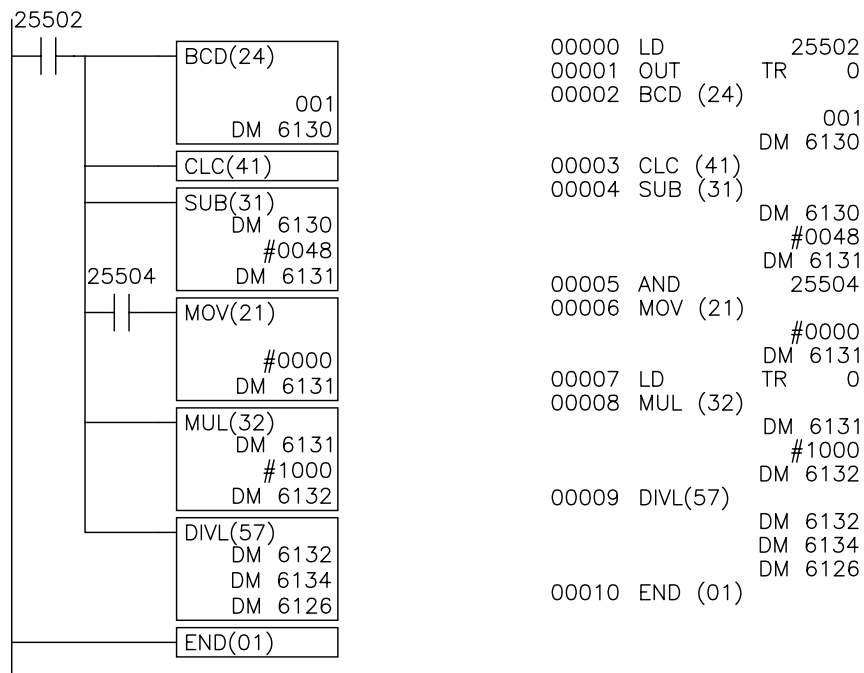 25502
BCD(24)
001
DM 6130
CLC(41)
SUB(31)
DM 6130
#0048
DM 6131
25504
MOV(21)
#0000
DM 6131
MUL(32)
DM 6131
#1000
DM 6132
DIVL(57)
DM 6132
DM 6134
DM 6126
END(01)
00000 LD 25502
00001 OUT TR 0
00002 BCD (24)
001
DM 6130
00003 CLC (41)
00004 SUB (31)
DM 6130
#0048
DM 6131
00005 AND 25504
00006 MOV (21)
#0000
DM 6131
00007 LD TR 0
00008 MUL (32)
DM 6131
#1000
DM 6132
00009 DIVL(57)
DM 6132
DM 6134
DM 6126
00010 END (01)